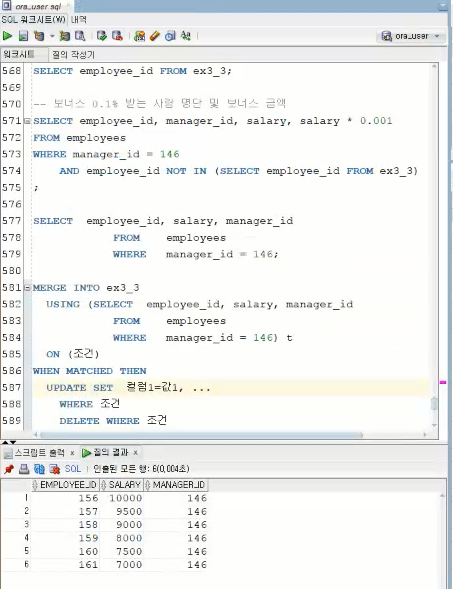 ora_user.sql
SQL 워크시트 내역
ora_user
워크시트 질의 작성기
568 SELECT employee_id FROM ex3_3;
569
570 -- 보너스 0.1% 받는 사람 명단 및 보너스 금액
571 SELECT employee_id, manager_id, salary, salary * 0.001
572 FROM employees
573 WHERE manager_id = 146
574 AND employee_id NOT IN (SELECT employee_id FROM ex3_3)
575 ;
576
577 SELECT employee_id, salary, manager_id
578 FROM employees
579 WHERE manager_id = 146;
580
581 MERGE INTO ex3_3
582 USING (SELECT employee_id, salary, manager_id
583 FROM employees
584 WHERE manager_id = 146) t
585 ON (조건)
586 WHEN MATCHED THEN
587 UPDATE SET 컬럼1=값1, ...
588 WHERE 조건
589 DELETE WHERE 조건
스크립트 출력 x 질의 결과 x
SQL | 인출된 모든 행: 6(0,004초)
EMPLOYEE_ID SALARY MANAGER_ID
1 156 10000 146
2 157 9500 146
3 158 9000 146
4 159 8000 146
5 160 7500 146
6 161 7000 146